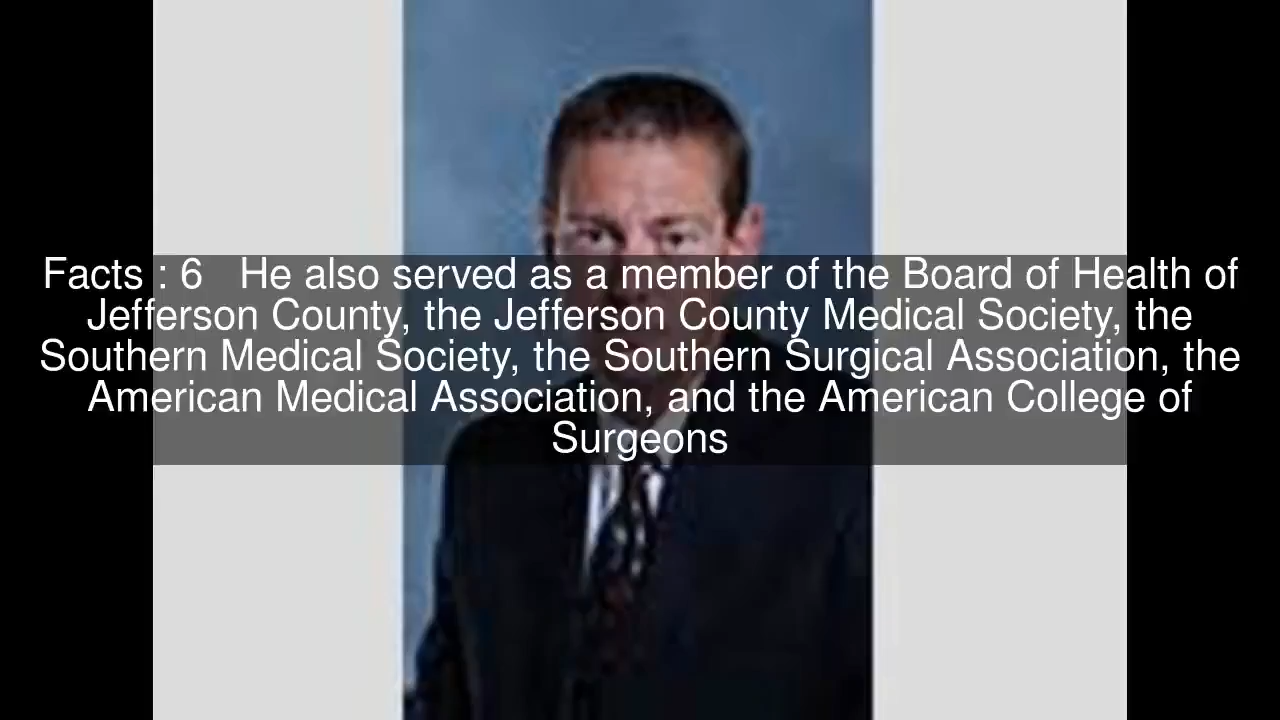 Facts : 6 He also served as a member of the Board of Health of
Jefferson County, the Jefferson County Medical Society, the
Southern Medical Society, the Southern Surgical Association, the
American Medical Association, and the American College of
Surgeons